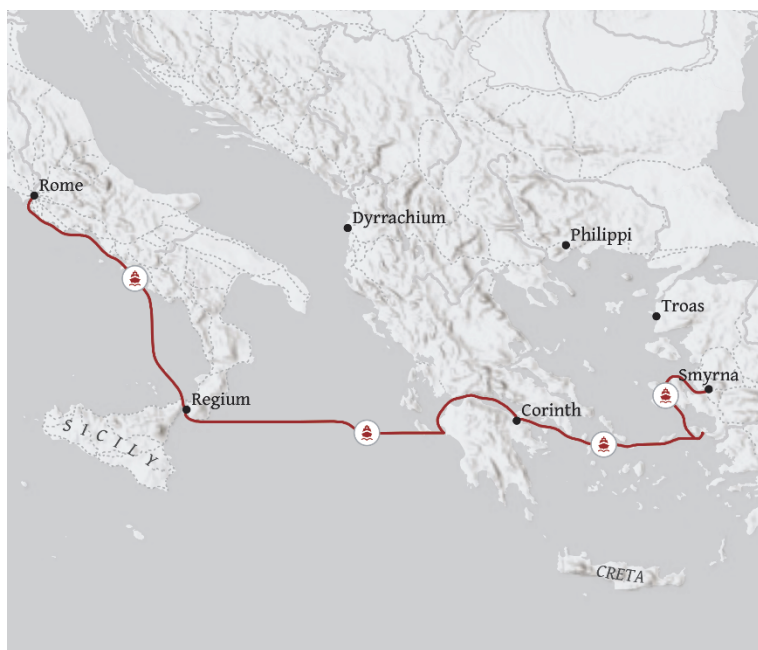 Rome
Dyrrachium
Philippi
Troas
Smyrna
Regium
Corinth
SICILY
CRETA